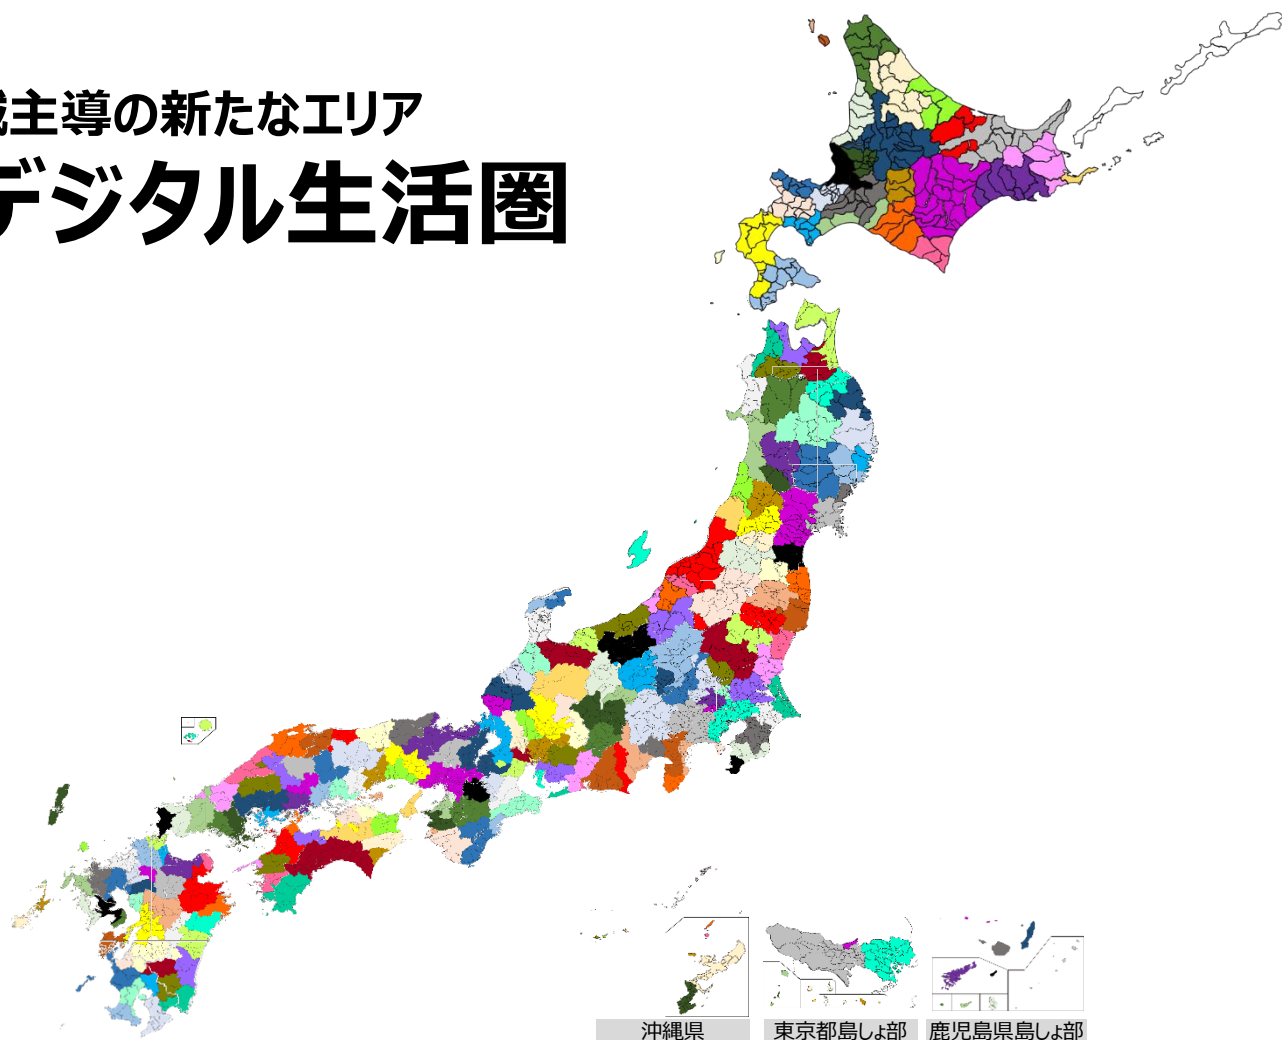 域主導の新たなエリア
デジタル生活圏
沖縄県
東京都島しょ部
鹿児島県島しょ部